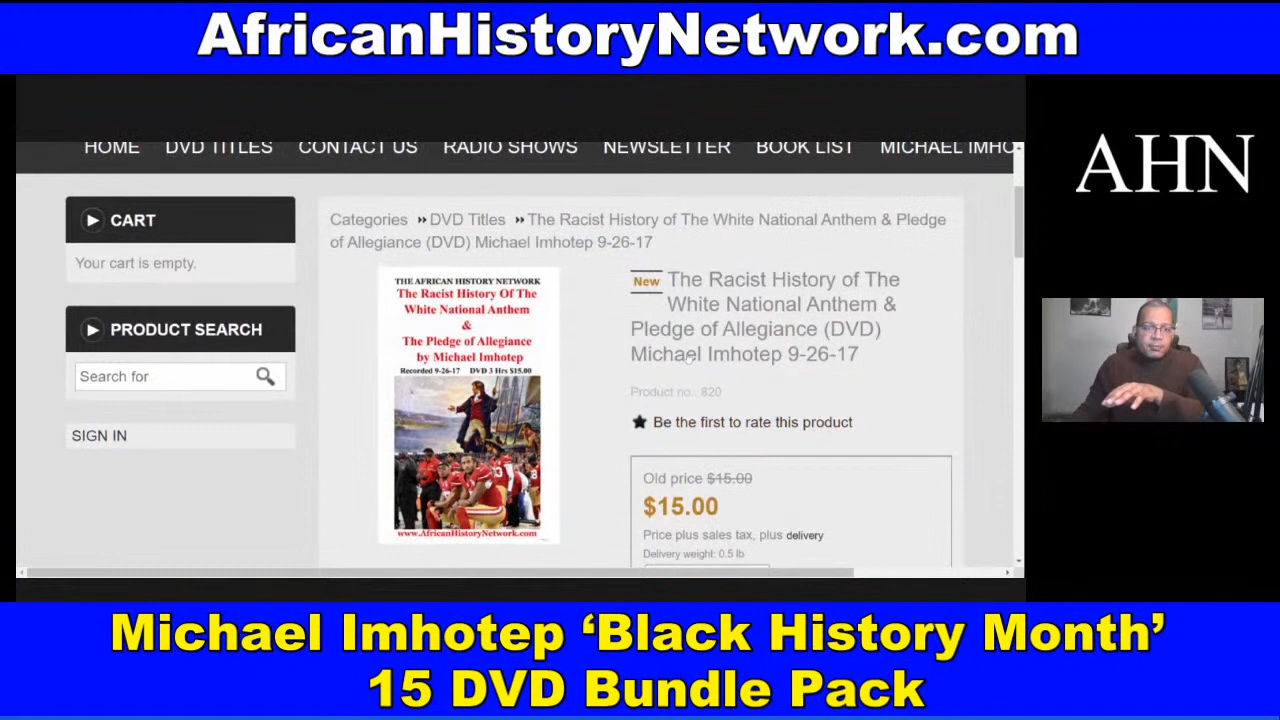 AfricanHistoryNetwork.com
HOME DVD TITLES CONTACT US RADIO SHOWS NEWSLETTER BOOK LIST MICHAEL IMHO
AHN
CART
Your cart is empty.
PRODUCT SEARCH
Search for
SIGN IN
Categories » DVD Titles » The Racist History of The White National Anthem & Pledge
of Allegiance (DVD) Michael Imhotep 9-26-17
THE AFRICAN HISTORY NETWORK
The Racist History Of The
White National Anthem
&
The Pledge of Allegiance
by Michael Imhotep
Recorded 9-26-17 DVD 3 Hrs $15.00
www.AfricanHistoryNetwork.com
New The Racist History of The
White National Anthem &
Pledge of Allegiance (DVD)
Michael Imhotep 9-26-17
Product no.: 820
Be the first to rate this product
Old price $15.00
$15.00
Price plus sales tax, plus delivery
Delivery weight: 0.5 lb
Michael Imhotep ‘Black History Month’
15 DVD Bundle Pack